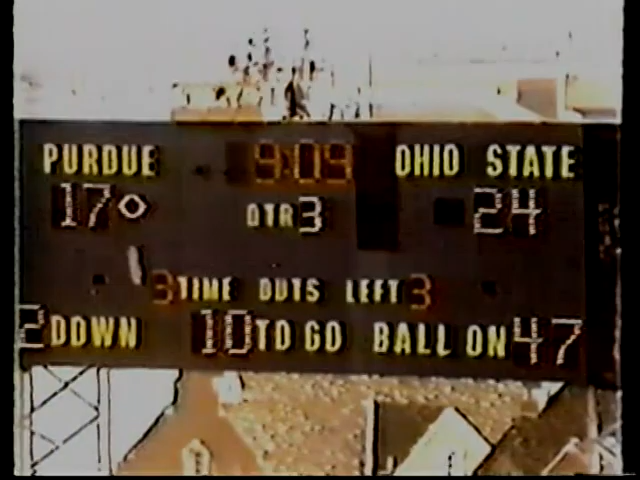 PURDUE 9:09 OHIO STATE
17 QTR 3 24
3 TIME OUTS LEFT 3
2 DOWN 10 TO GO BALL ON 47